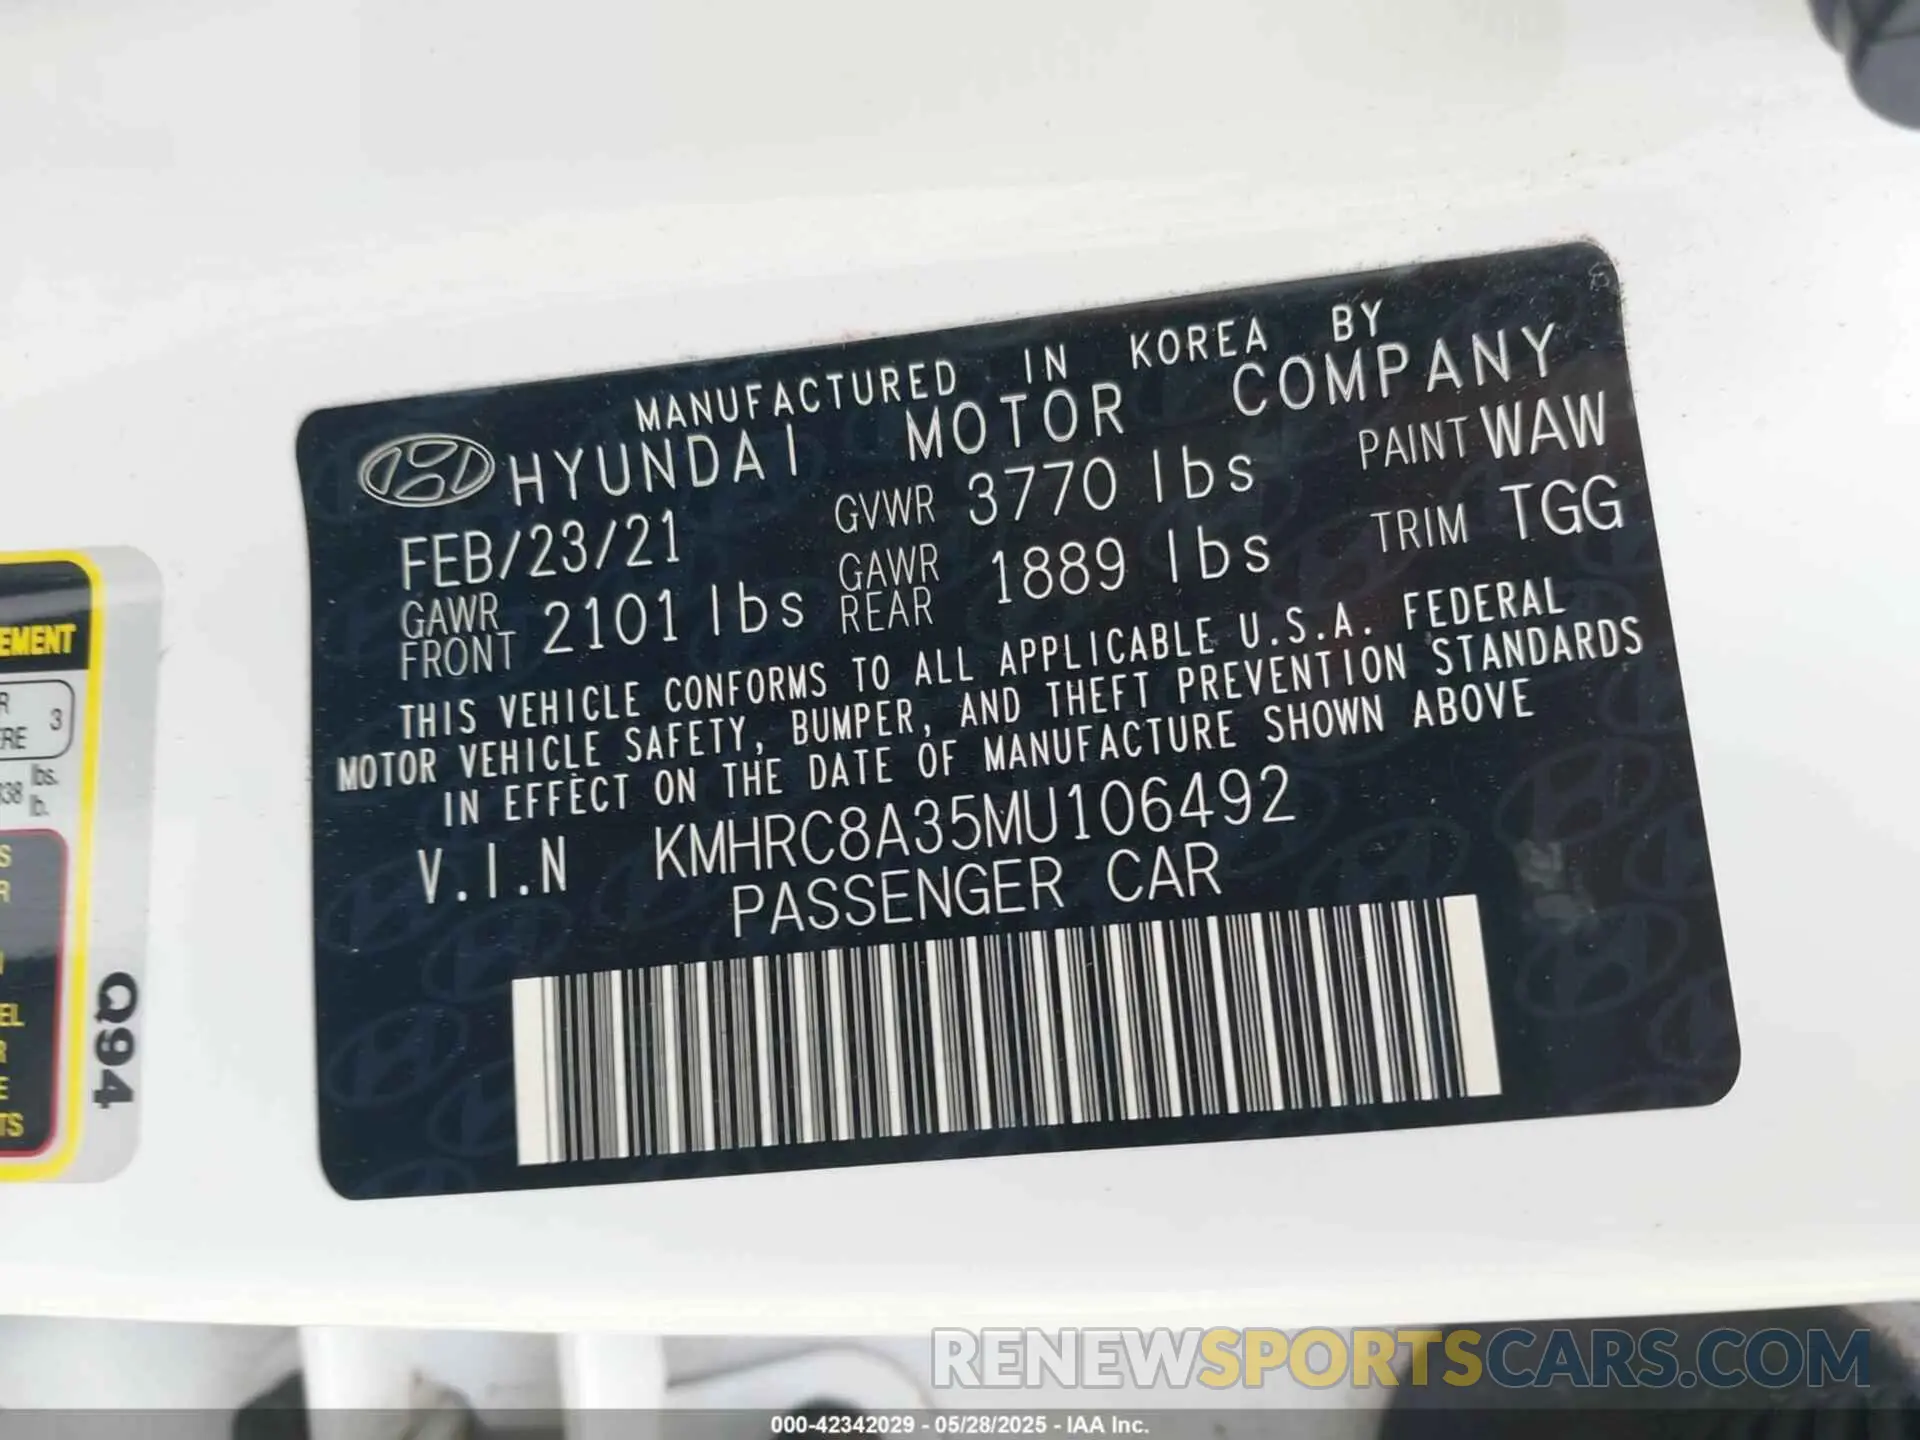 MANUFACTURED IN KOREA BY
HYUNDAI MOTOR COMPANY
FEB/23/21 GVWR 3770 lbs PAINT WAW
GAWR FRONT 2101 lbs GAWR REAR 1889 lbs TRIM TGG
THIS VEHICLE CONFORMS TO ALL APPLICABLE U.S.A. FEDERAL
MOTOR VEHICLE SAFETY, BUMPER, AND THEFT PREVENTION STANDARDS
IN EFFECT ON THE DATE OF MANUFACTURE SHOWN ABOVE
V.I.N KMHRC8A35MU106492
PASSENGER CAR
3
lbs.
lb.
Q94
RENEWSPORTSCARS.COM
000-42342029 - 05/28/2025 - IAA Inc.